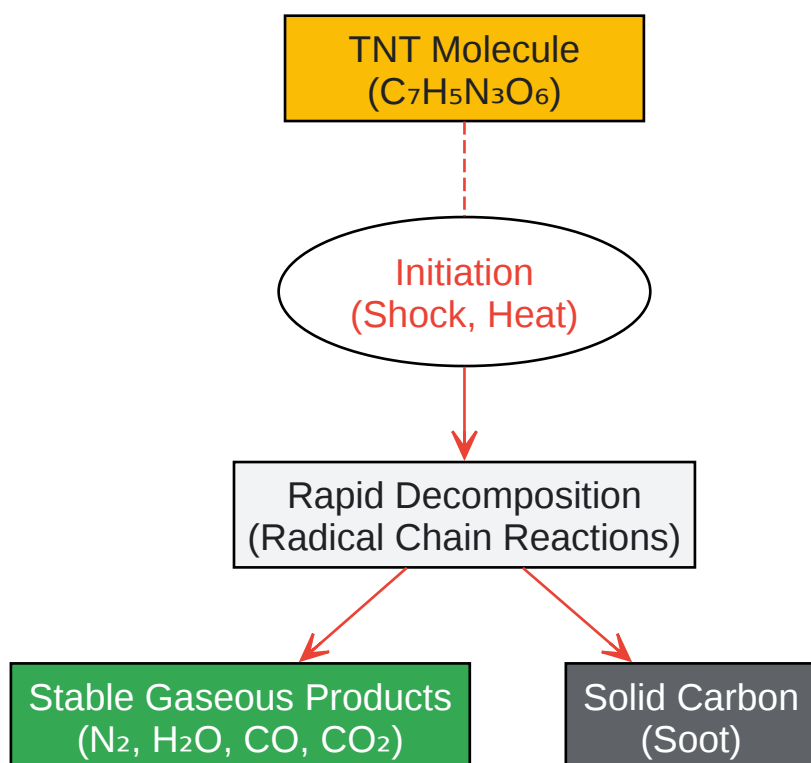 TNT Molecule
(C₇H₅N₃O₆)
Initiation
(Shock, Heat)
Rapid Decomposition
(Radical Chain Reactions)
Stable Gaseous Products
(N₂, H₂O, CO, CO₂)
Solid Carbon
(Soot)